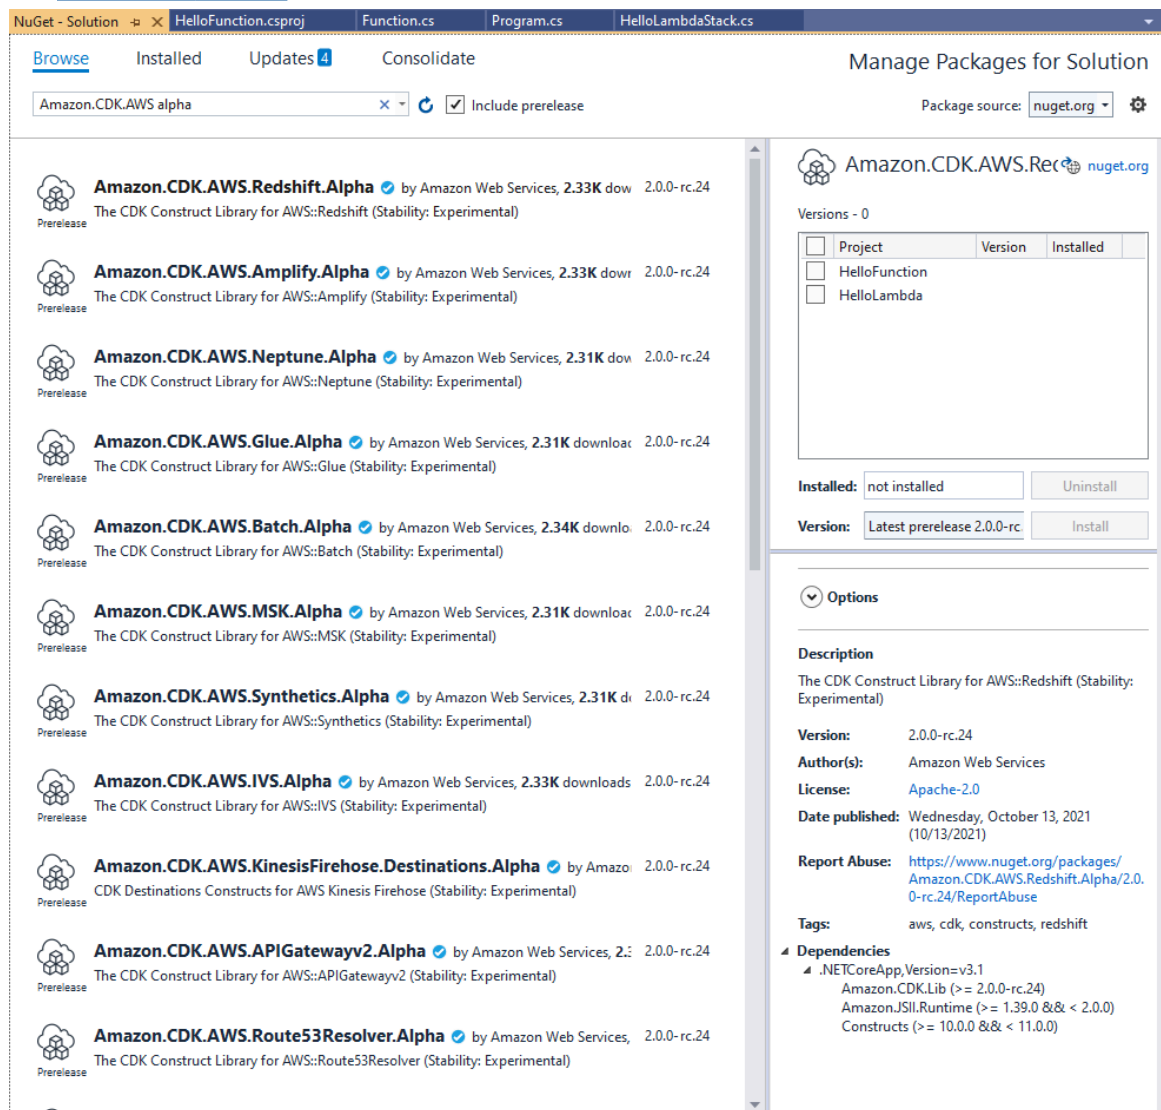 NuGet - Solution HelloFunction.csproj Function.cs Program.cs HelloLambdaStack.cs
Browse Installed Updates 4 Consolidate Manage Packages for Solution
Amazon.CDK.AWS alpha Include prerelease Package source: nuget.org
Amazon.CDK.AWS.Redshift.Alpha by Amazon Web Services, 2.33K dow 2.0.0-rc.24
The CDK Construct Library for AWS::Redshift (Stability: Experimental)
Prerelease
Amazon.CDK.AWS.Amplify.Alpha by Amazon Web Services, 2.33K dowr 2.0.0-rc.24
The CDK Construct Library for AWS::Amplify (Stability: Experimental)
Prerelease
Amazon.CDK.AWS.Neptune.Alpha by Amazon Web Services, 2.31K dow 2.0.0-rc.24
The CDK Construct Library for AWS::Neptune (Stability: Experimental)
Prerelease
Amazon.CDK.AWS.Glue.Alpha by Amazon Web Services, 2.31K downloac 2.0.0-rc.24
The CDK Construct Library for AWS::Glue (Stability: Experimental)
Prerelease
Amazon.CDK.AWS.Batch.Alpha by Amazon Web Services, 2.34K downlo 2.0.0-rc.24
The CDK Construct Library for AWS::Batch (Stability: Experimental)
Prerelease
Amazon.CDK.AWS.MSK.Alpha by Amazon Web Services, 2.31K downloac 2.0.0-rc.24
The CDK Construct Library for AWS::MSK (Stability: Experimental)
Prerelease
Amazon.CDK.AWS.Synthetics.Alpha by Amazon Web Services, 2.31K d 2.0.0-rc.24
The CDK Construct Library for AWS::Synthetics (Stability: Experimental)
Prerelease
Amazon.CDK.AWS.IVS.Alpha by Amazon Web Services, 2.33K downloads 2.0.0-rc.24
The CDK Construct Library for AWS::IVS (Stability: Experimental)
Prerelease
Amazon.CDK.AWS.KinesisFirehose.Destinations.Alpha by Amazo 2.0.0-rc.24
CDK Destinations Constructs for AWS Kinesis Firehose (Stability: Experimental)
Prerelease
Amazon.CDK.AWS.APIGatewayv2.Alpha by Amazon Web Services, 2.3 2.0.0-rc.24
The CDK Construct Library for AWS::APIGatewayv2 (Stability: Experimental)
Prerelease
Amazon.CDK.AWS.Route53Resolver.Alpha by Amazon Web Services, 2.0.0-rc.24
The CDK Construct Library for AWS::Route53Resolver (Stability: Experimental)
Prerelease
Amazon.CDK.AWS.Rec nuget.org
Versions - 0
Project Version Installed
HelloFunction
HelloLambda
Installed: not installed Uninstall
Version: Latest prerelease 2.0.0-rc. Install
Options
Description
The CDK Construct Library for AWS::Redshift (Stability:
Experimental)
Version: 2.0.0-rc.24
Author(s): Amazon Web Services
License: Apache-2.0
Date published: Wednesday, October 13, 2021
(10/13/2021)
Report Abuse: https://www.nuget.org/packages/
Amazon.CDK.AWS.Redshift.Alpha/2.0.
0-rc.24/ReportAbuse
Tags: aws, cdk, constructs, redshift
Dependencies
.NETCoreApp,Version=v3.1
Amazon.CDK.Lib (>= 2.0.0-rc.24)
Amazon.JSII.Runtime (>= 1.39.0 && < 2.0.0)
Constructs (>= 10.0.0 && < 11.0.0)